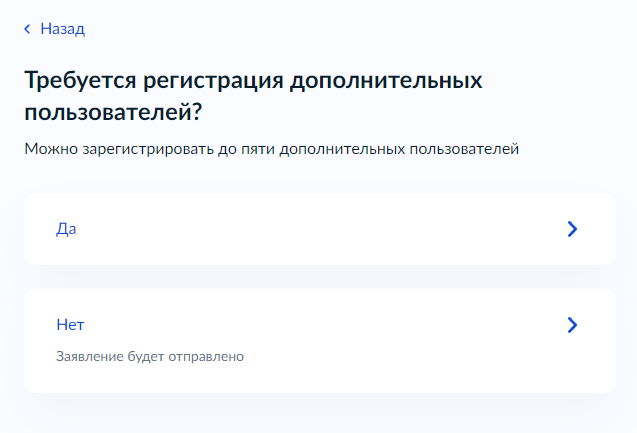 Назад
Требуется регистрация дополнительных
пользователей?
Можно зарегистрировать до пяти дополнительных пользователей
Да
Нет
Заявление будет отправлено